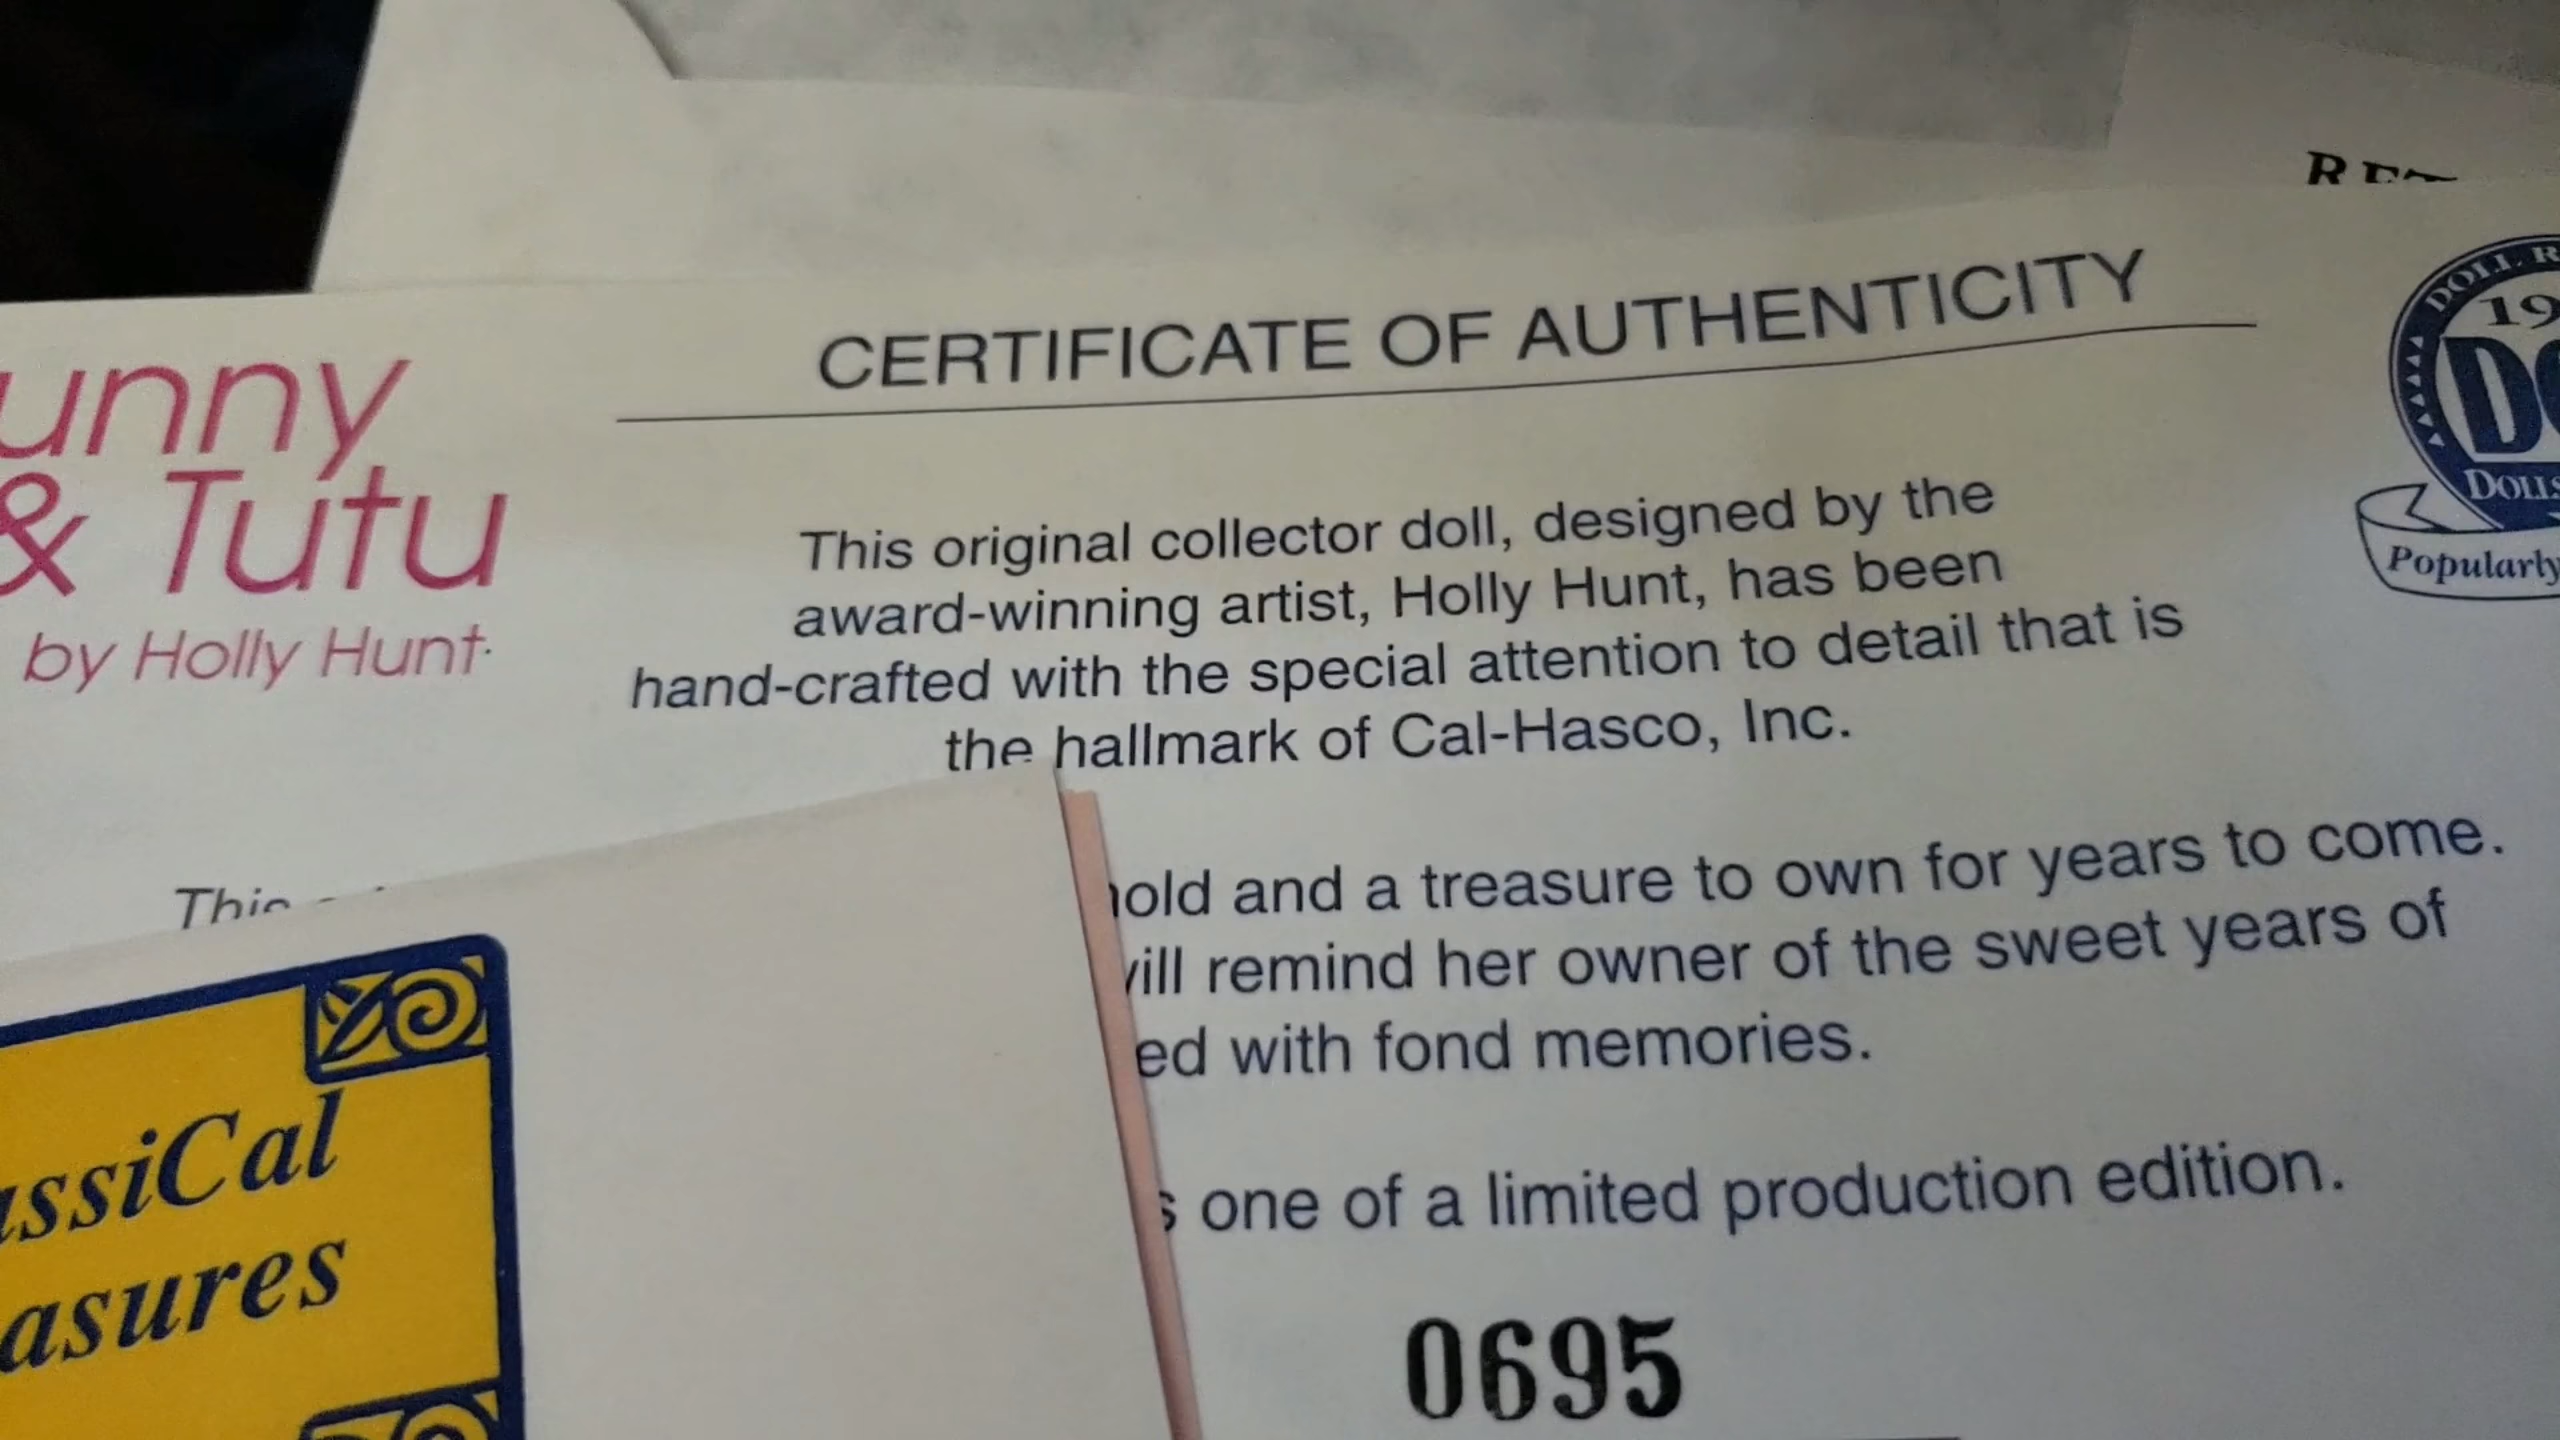 CERTIFICATE OF AUTHENTICITY
unny
& Tutu
by Holly Hunt
This original collector doll, designed by the
award-winning artist, Holly Hunt, has been
hand-crafted with the special attention to detail that is
the hallmark of Cal-Hasco, Inc.
old and a treasure to own for years to come.
ill remind her owner of the sweet years of
ed with fond memories.
s one of a limited production edition.
0695
ssiCal
asures
DOLL R
19
DO
DOLLS
Popularly